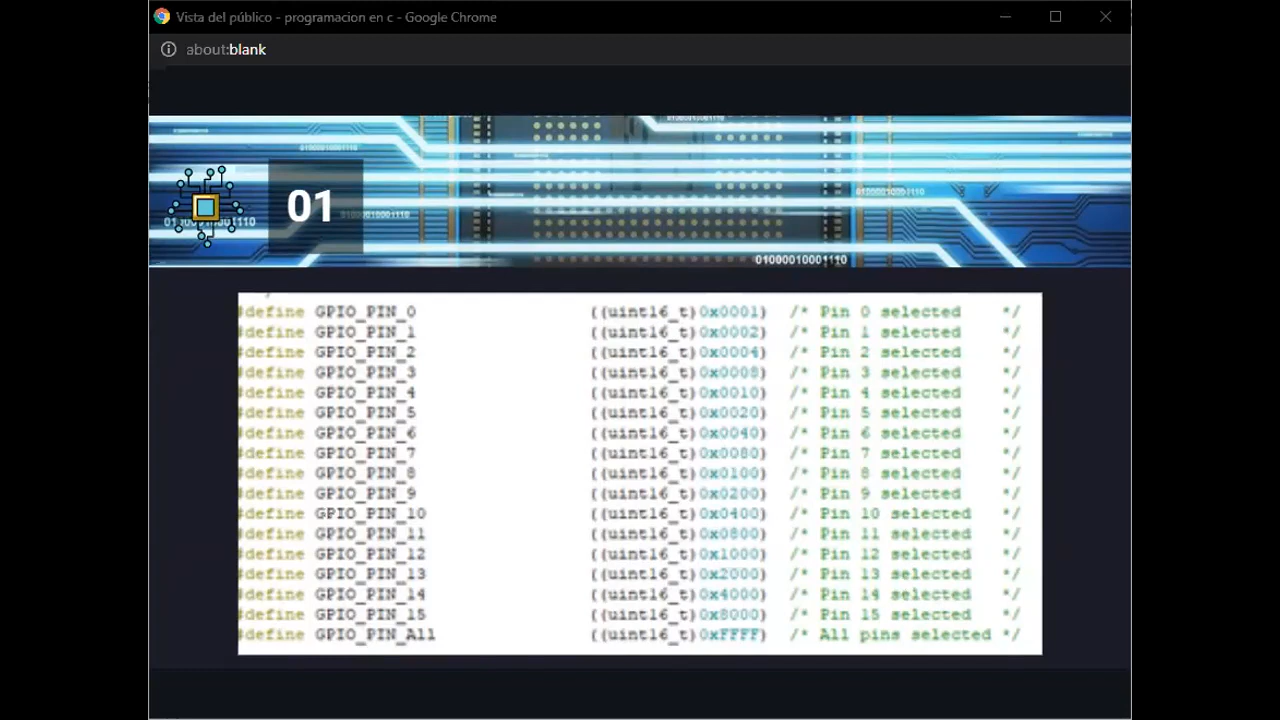 Vista del público - programacion en c - Google Chrome
about:blank
01000010001110
01000010001110
01000010001110
01
01000010001110
#define GPIO_PIN_0 ((uint16_t)0x0001) /* Pin 0 selected */
#define GPIO_PIN_1 ((uint16_t)0x0002) /* Pin 1 selected */
#define GPIO_PIN_2 ((uint16_t)0x0004) /* Pin 2 selected */
#define GPIO_PIN_3 ((uint16_t)0x0008) /* Pin 3 selected */
#define GPIO_PIN_4 ((uint16_t)0x0010) /* Pin 4 selected */
#define GPIO_PIN_5 ((uint16_t)0x0020) /* Pin 5 selected */
#define GPIO_PIN_6 ((uint16_t)0x0040) /* Pin 6 selected */
#define GPIO_PIN_7 ((uint16_t)0x0080) /* Pin 7 selected */
#define GPIO_PIN_8 ((uint16_t)0x0100) /* Pin 8 selected */
#define GPIO_PIN_9 ((uint16_t)0x0200) /* Pin 9 selected */
#define GPIO_PIN_10 ((uint16_t)0x0400) /* Pin 10 selected */
#define GPIO_PIN_11 ((uint16_t)0x0800) /* Pin 11 selected */
#define GPIO_PIN_12 ((uint16_t)0x1000) /* Pin 12 selected */
#define GPIO_PIN_13 ((uint16_t)0x2000) /* Pin 13 selected */
#define GPIO_PIN_14 ((uint16_t)0x4000) /* Pin 14 selected */
#define GPIO_PIN_15 ((uint16_t)0x8000) /* Pin 15 selected */
#define GPIO_PIN_All ((uint16_t)0xFFFF) /* All pins selected */